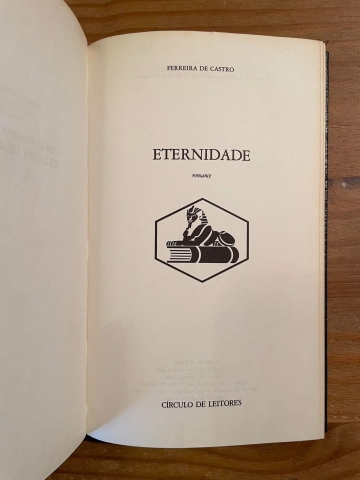 FERREIRA DE CASTRO
ETERNIDADE
romance
CÍRCULO DE LEITORES